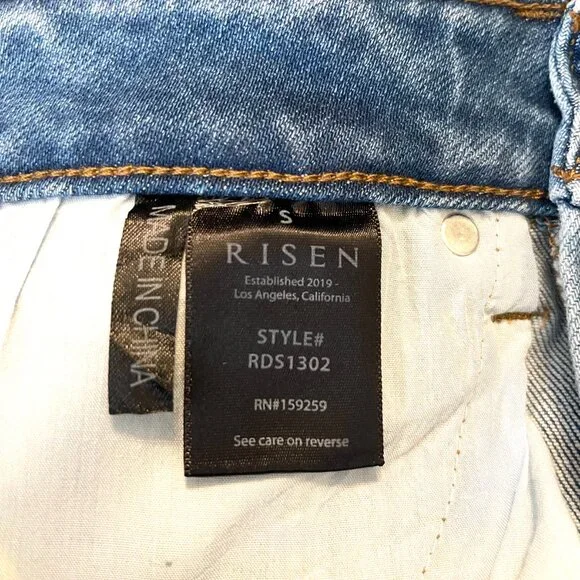 MADE IN CHINA
S
RISEN
Established 2019 -
Los Angeles, California
STYLE#
RDS1302
RN#159259
See care on reverse